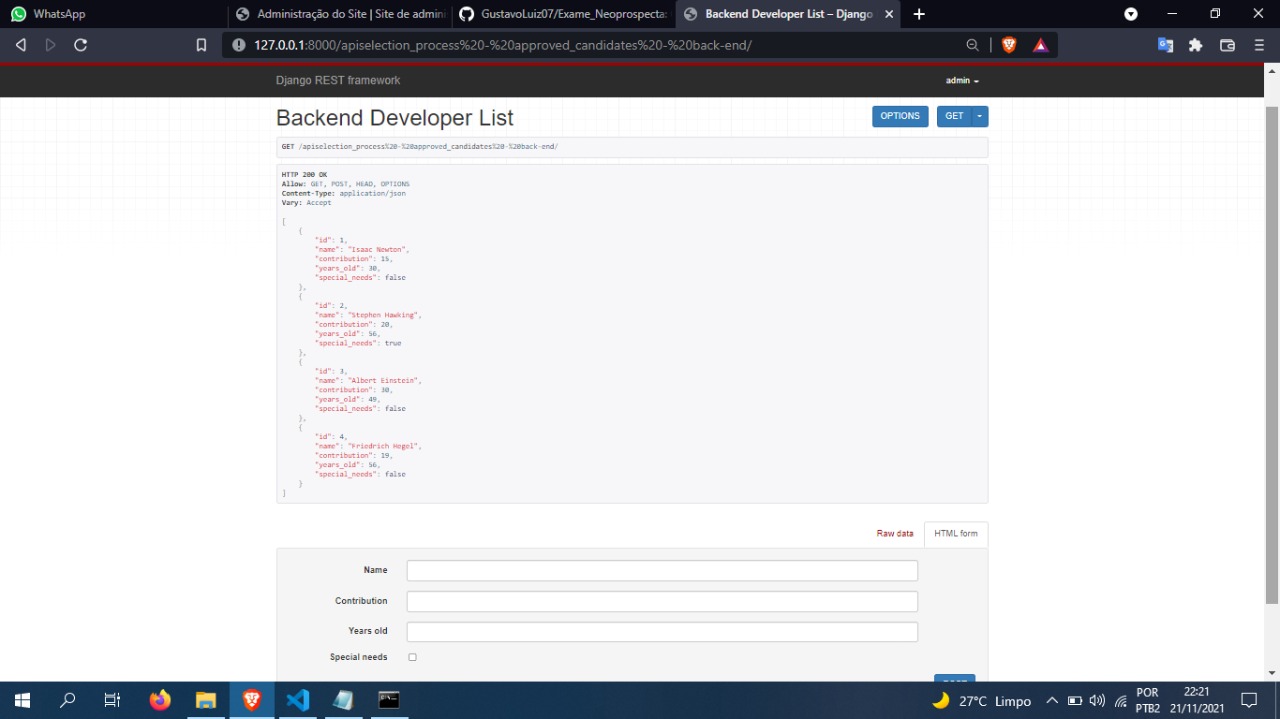 WhatsApp
Administração do Site | Site de admini
GustavoLuiz07/Exame_Neoprospecta:
Backend Developer List – Django
127.0.0.1:8000/apiselection_process%20-%20approved_candidates%20-%20back-end/
Django REST framework
admin
Backend Developer List
OPTIONS
GET
GET /apiselection_process%20-%20approved_candidates%20-%20back-end/
HTTP 200 OK
Allow: GET, POST, HEAD, OPTIONS
Content-Type: application/json
Vary: Accept
[
{
"id": 1,
"name": "Isaac Newton",
"contribution": 15,
"years_old": 30,
"special_needs": false
},
{
"id": 2,
"name": "Stephen Hawking",
"contribution": 20,
"years_old": 56,
"special_needs": true
},
{
"id": 3,
"name": "Albert Einstein",
"contribution": 30,
"years_old": 49,
"special_needs": false
},
{
"id": 4,
"name": "Friedrich Hegel",
"contribution": 19,
"years_old": 56,
"special_needs": false
}
]
Raw data
HTML form
Name
Contribution
Years old
Special needs
27°C Limpo
POR
PTB2
22:21
21/11/2021